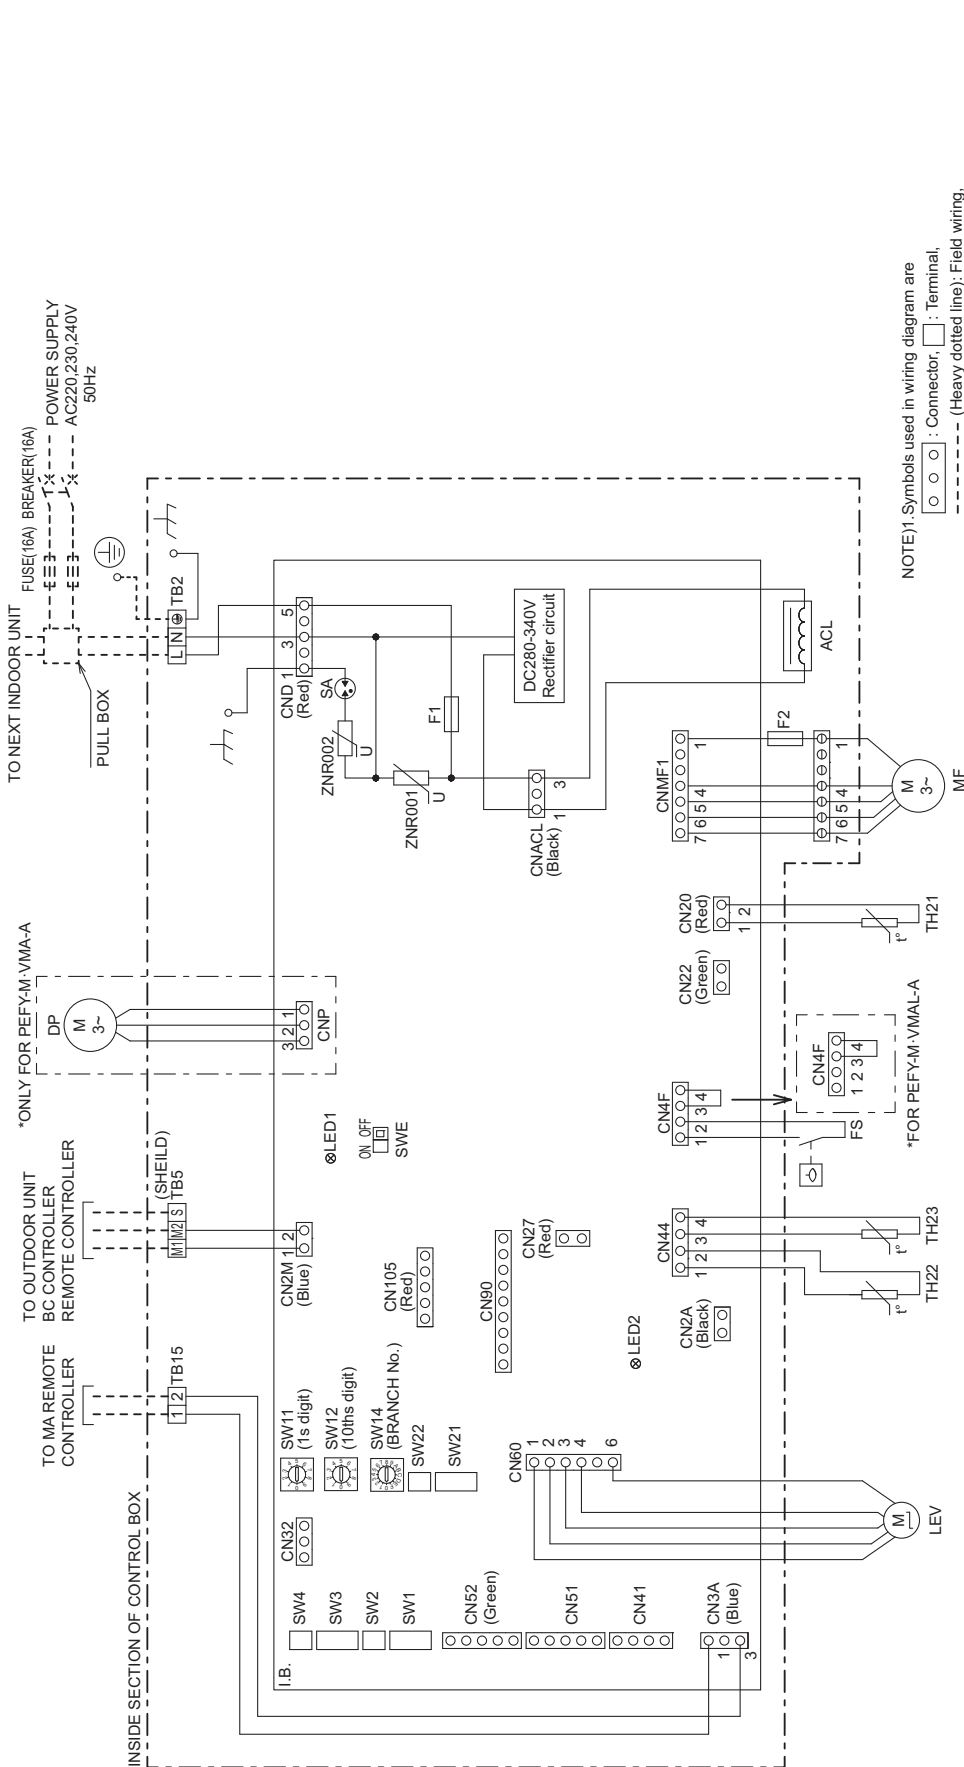 TO NEXT INDOOR UNIT
FUSE(16A)
BREAKER(16A)
POWER SUPPLY
AC220,230,240V
50Hz
PULL BOX
*ONLY FOR PEFY-M·VMA-A
DP
M
3~
3 2 1
CNP
TO OUTDOOR UNIT
BC CONTROLLER
REMOTE CONTROLLER
(SHEILD)
M1 M2 S
TB5
TO MA REMOTE
CONTROLLER
1 2
TB15
INSIDE SECTION OF CONTROL BOX
L N
TB2
CND
(Red)
1 3 5
SA
ZNR002
U
ZNR001
U
F1
DC280-340V
Rectifier circuit
CNACL
(Black)
1 3
ACL
LED1
ON OFF
SWE
CN2M
(Blue)
1 2
CN105
(Red)
CN90
CN27
(Red)
LED2
SW11
(1s digit)
SW12
(10ths digit)
SW14
(BRANCH No.)
SW22
SW21
CN32
I.B.
SW4
SW3
SW2
SW1
CN52
(Green)
CN51
CN41
CN3A
(Blue)
1 3
CN60
1 2 3 4 6
M
LEV
CN2A
(Black)
CN44
1 2 3 4
t°
TH22
t°
TH23
CN4F
1 2 3 4
FS
CN4F
1 2 3 4
*FOR PEFY-M·VMAL-A
CN22
(Green)
CN20
(Red)
1 2
t°
TH21
CNMF1
7 6 5 4 1
F2
7 6 5 4 1
M
3~
MF
NOTE)1.Symbols used in wiring diagram are
: Connector, : Terminal,
(Heavy dotted line): Field wiring,